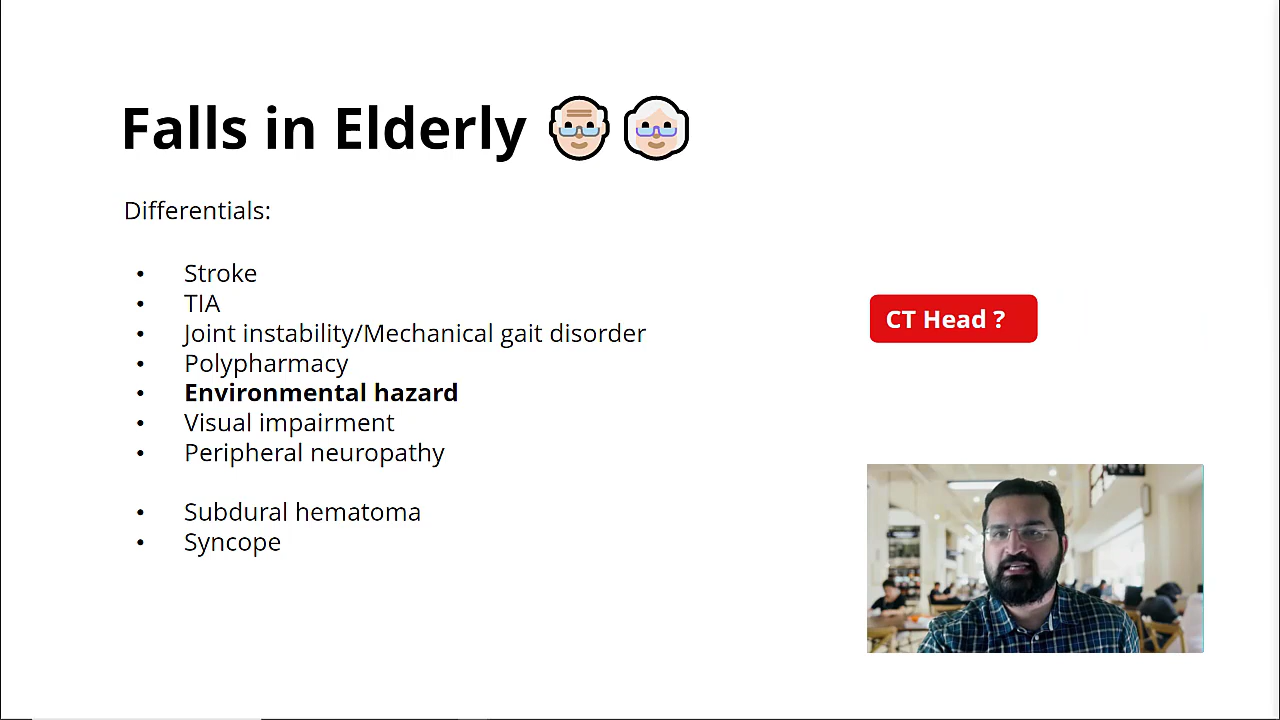 Falls in Elderly
Differentials:
• Stroke
• TIA
• Joint instability/Mechanical gait disorder
• Polypharmacy
• Environmental hazard
• Visual impairment
• Peripheral neuropathy
• Subdural hematoma
• Syncope
CT Head ?